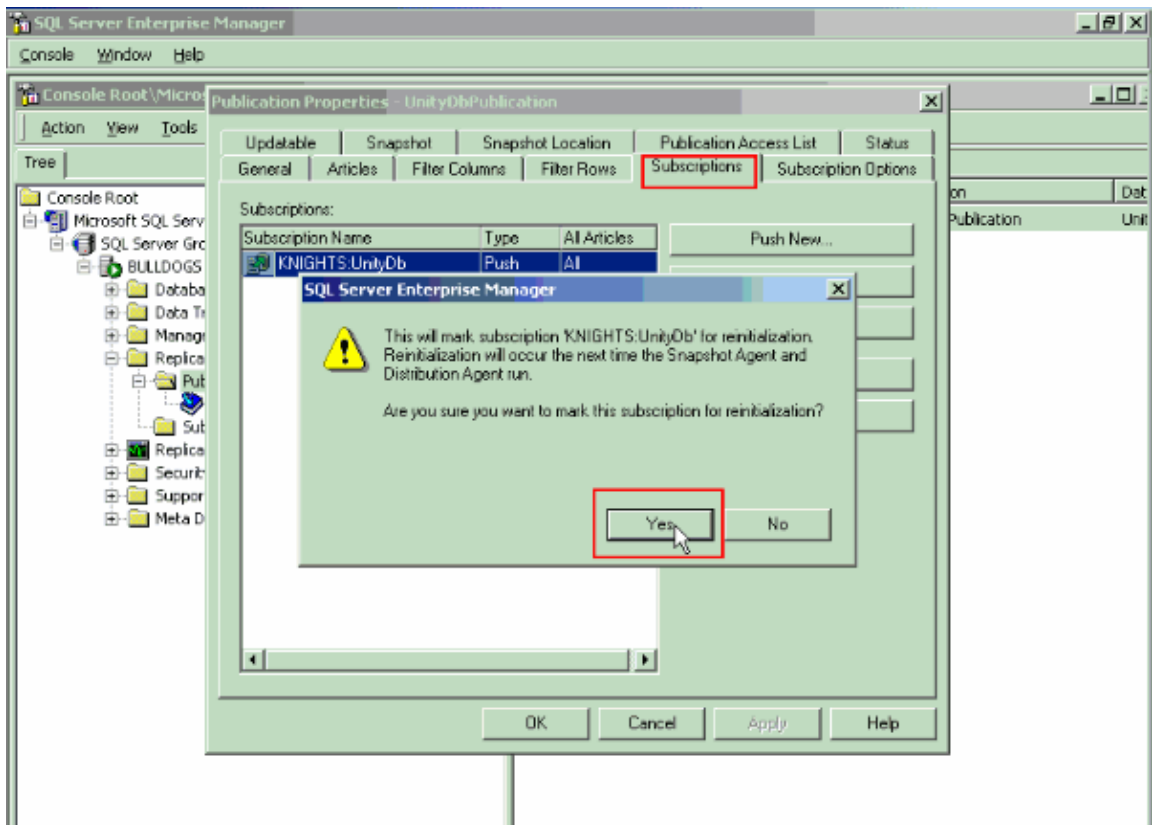 SQL Server Enterprise Manager
Console Window Help
Console Root\Micros
Publication Properties - UnityDbPublication
Action View Tools
Updatable Snapshot Snapshot Location Publication Access List Status
Tree
General Articles Filter Columns Filter Rows Subscriptions Subscription Options
Console Root
on Dat
Microsoft SQL Serv
Subscriptions:
Publication Unit
SQL Server Gro
Subscription Name Type All Articles
Push New...
BULLDOGS
KNIGHTS:UnityDb Push All
Databa
SQL Server Enterprise Manager
Data Tr
Manag
Replica
Pub
Sub
Replica
Securit
Suppor
Meta D
This will mark subscription 'KNIGHTS:UnityDb' for reinitialization.
Reinitialization will occur the next time the Snapshot Agent and
Distribution Agent run.
Are you sure you want to mark this subscription for reinitialization?
Yes No
OK Cancel Apply Help